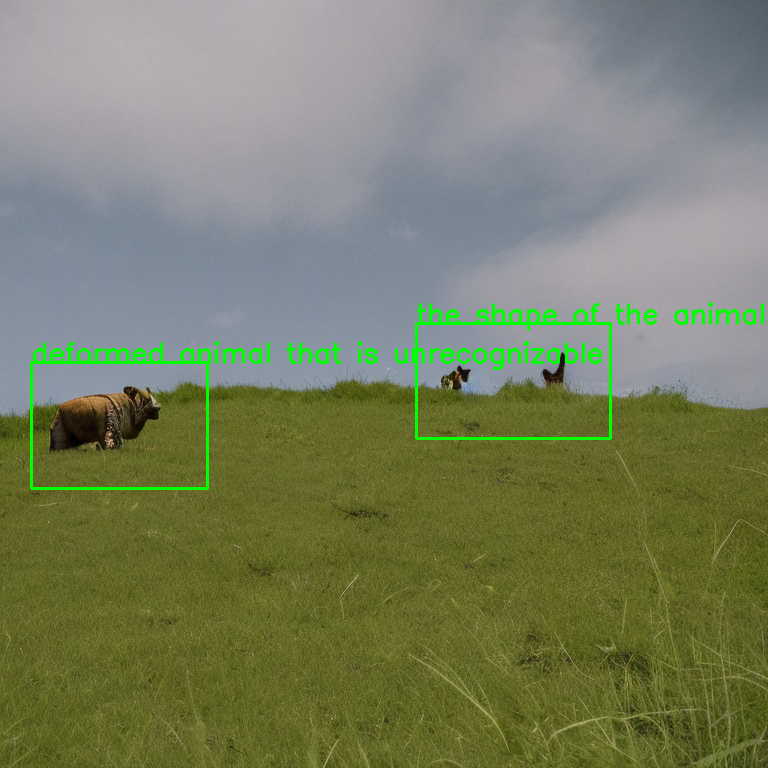 the shape of the animal
deformed animal that is unrecognizable